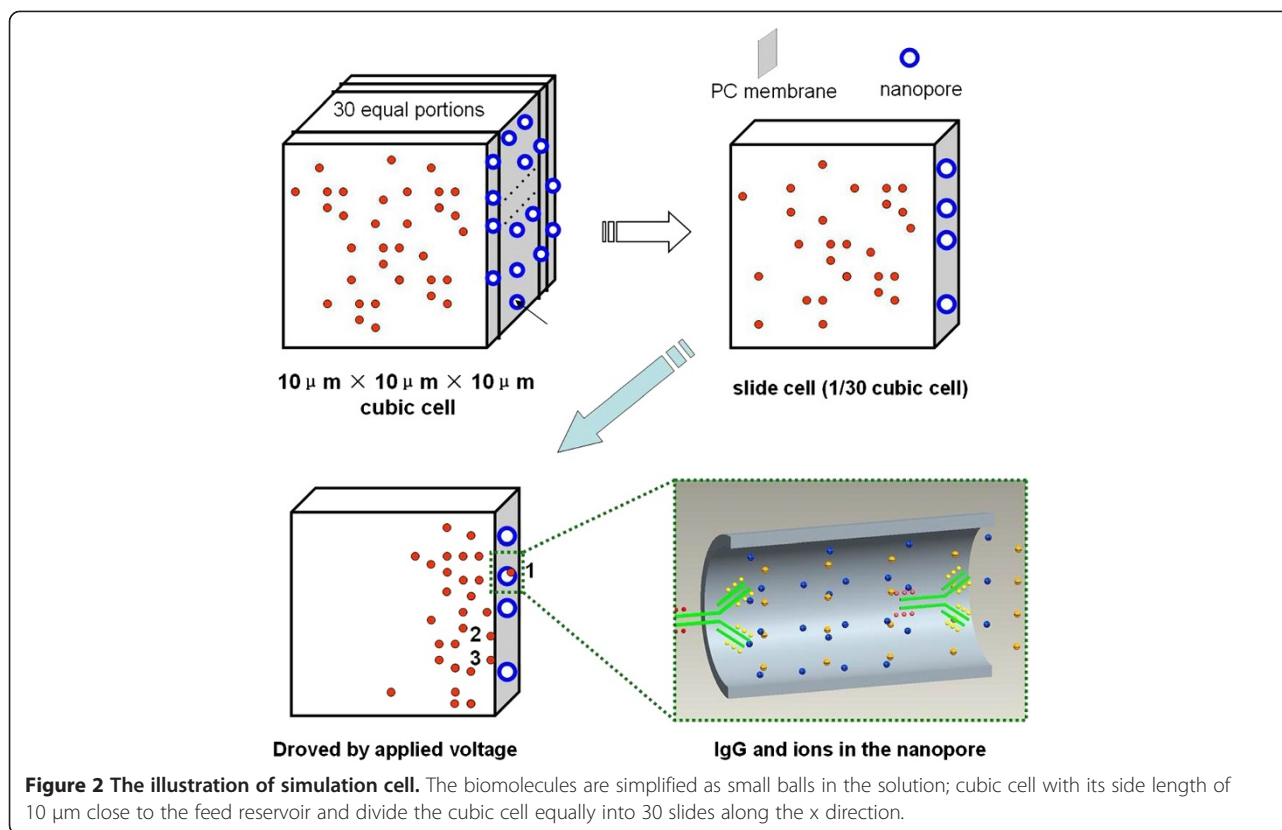 PC membrane
nanopore
30 equal portions
10 μ m × 10 μ m × 10 μ m
cubic cell
slide cell (1/30 cubic cell)
1
2
3
Droved by applied voltage
IgG and ions in the nanopore
Figure 2 The illustration of simulation cell. The biomolecules are simplified as small balls in the solution; cubic cell with its side length of
10 μm close to the feed reservoir and divide the cubic cell equally into 30 slides along the x direction.